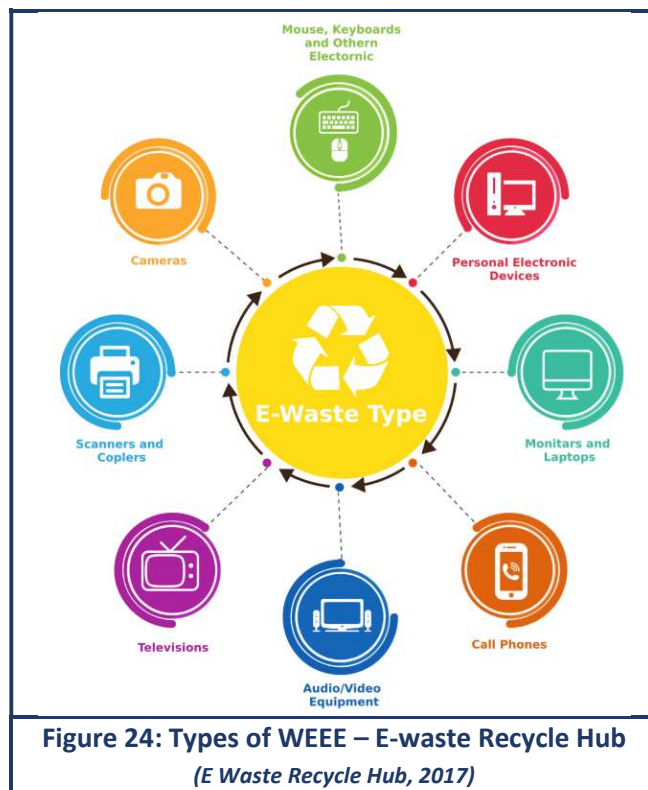 Mouse, Keyboards
and Othern
Electornic
Cameras
Personal Electronic
Devices
E-Waste Type
Scanners and
Coplers
Monitars and
Laptops
Televisions
Call Phones
Audio/Video
Equipment
Figure 24: Types of WEEE – E-waste Recycle Hub
(E Waste Recycle Hub, 2017)